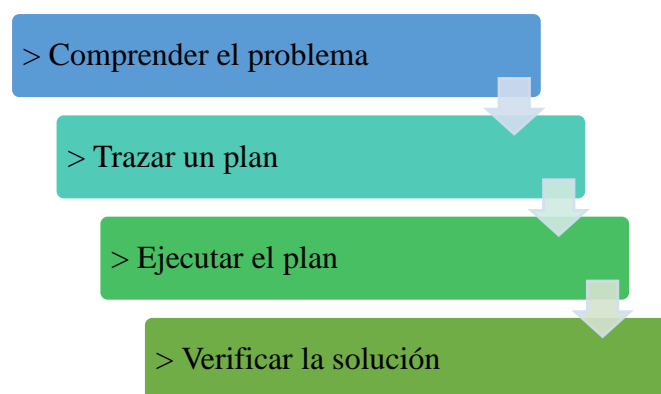 > Comprender el problema
> Trazar un plan
> Ejecutar el plan
> Verificar la solución